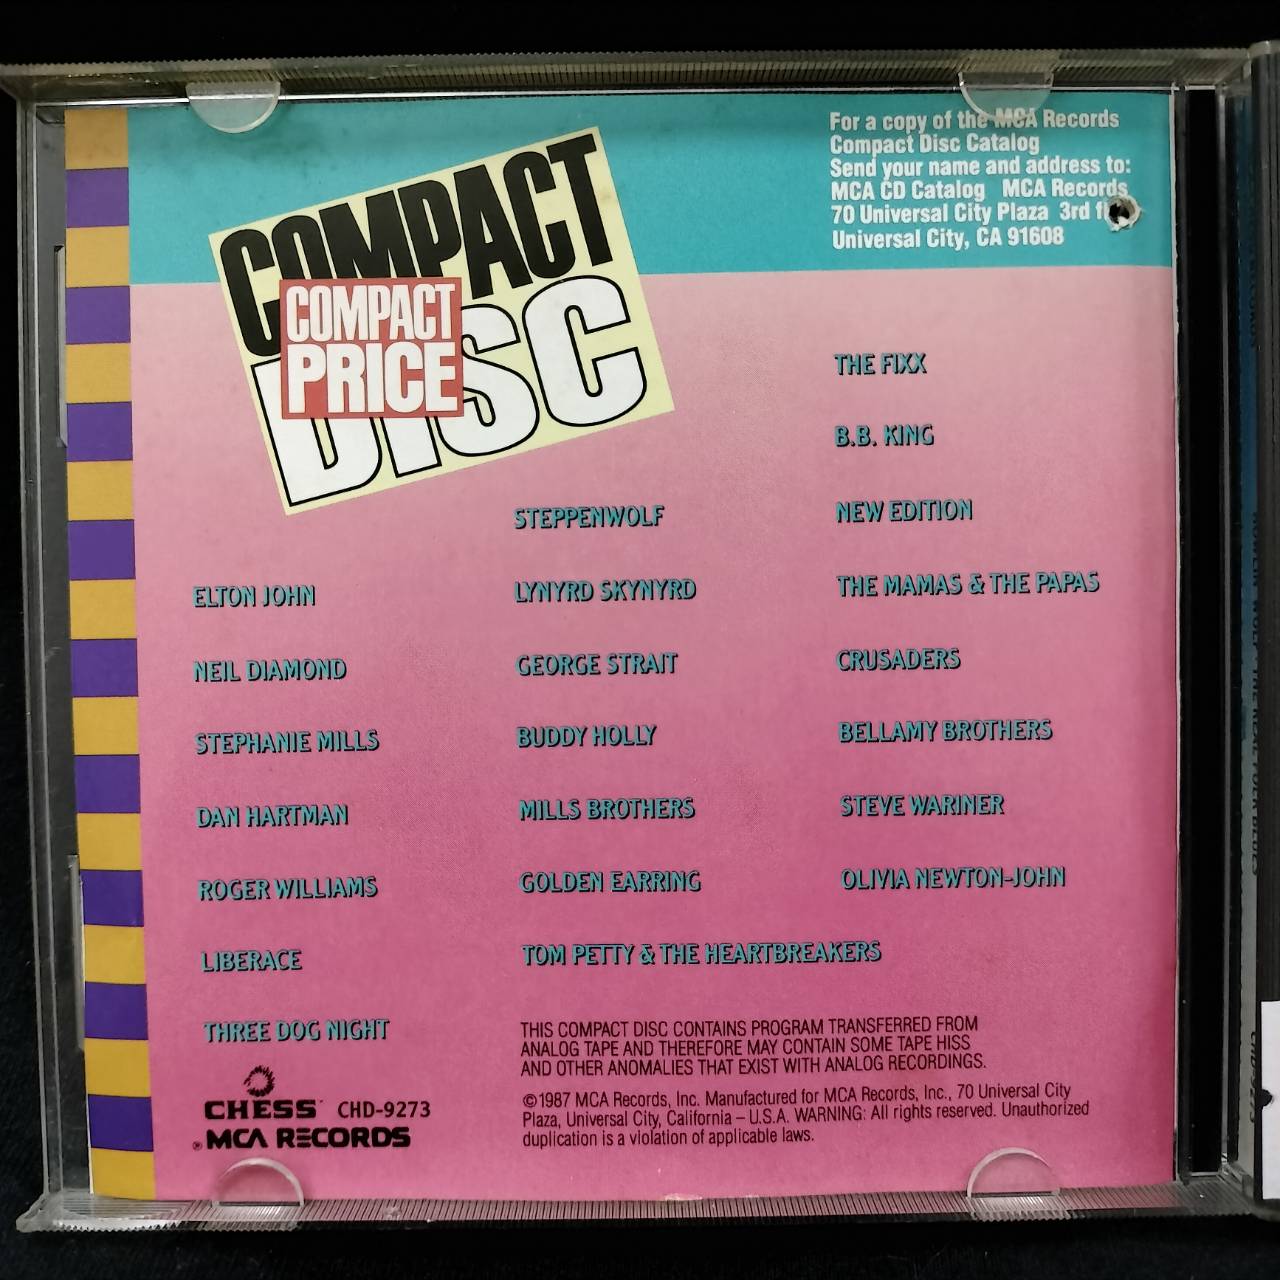 COMPACT
DISC
COMPACT
PRICE
For a copy of the MCA Records
Compact Disc Catalog
Send your name and address to:
MCA CD Catalog MCA Records
70 Universal City Plaza 3rd
Universal City, CA 91608
ELTON JOHN
NEIL DIAMOND
STEPHANIE MILLS
DAN HARTMAN
ROGER WILLIAMS
LIBERACE
THREE DOG NIGHT
STEPPENWOLF
LYNYRD SKYNYRD
GEORGE STRAIT
BUDDY HOLLY
MILLS BROTHERS
GOLDEN EARRING
TOM PETTY & THE HEARTBREAKERS
THE FIXX
B.B. KING
NEW EDITION
THE MAMAS & THE PAPAS
CRUSADERS
BELLAMY BROTHERS
STEVE WARINER
OLIVIA NEWTON-JOHN
CHESS CHD-9273
MCA RECORDS
THIS COMPACT DISC CONTAINS PROGRAM TRANSFERRED FROM
ANALOG TAPE AND THEREFORE MAY CONTAIN SOME TAPE HISS
AND OTHER ANOMALIES THAT EXIST WITH ANALOG RECORDINGS.
©1987 MCA Records, Inc. Manufactured for MCA Records, Inc., 70 Universal City
Plaza, Universal City, California – U.S.A. WARNING: All rights reserved. Unauthorized
duplication is a violation of applicable laws.